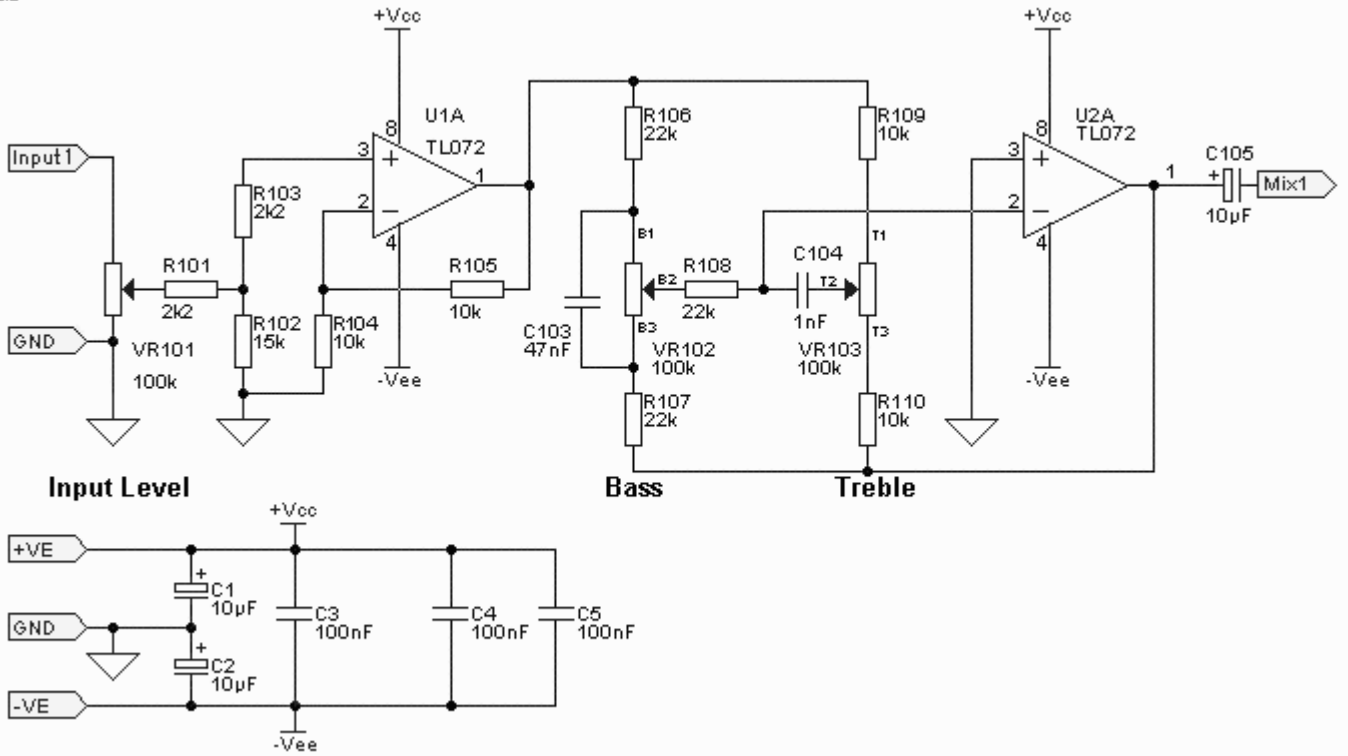 +Vcc
+Vcc
U1A
TL072
8
3
+
2
−
1
4
Input1
R103
2k2
R101
2k2
R102
15k
R104
10k
R105
10k
-Vee
GND
VR101
100k
Input Level
R106
22k
B1
B2
B3
C103
47nF
VR102
100k
R108
22k
R107
22k
Bass
R109
10k
C104
1nF
T1
T2
T3
VR103
100k
R110
10k
Treble
U2A
TL072
8
3
+
2
−
1
4
-Vee
C105
+
10µF
Mix1
+Vcc
+VE
+
C1
10µF
GND
+
C2
10µF
C3
100nF
C4
100nF
C5
100nF
-VE
-Vee